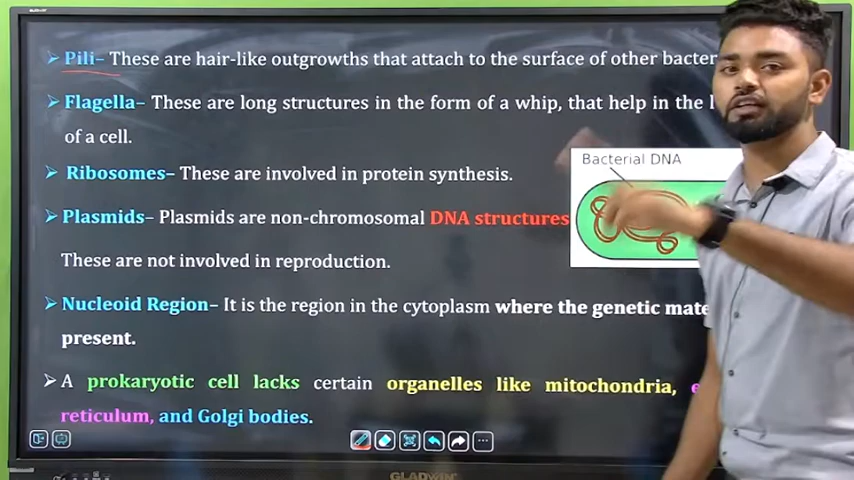 Pili– These are hair-like outgrowths that attach to the surface of other
Flagella– These are long structures in the form of a whip, that help in the
of a cell.
Ribosomes– These are involved in protein synthesis.
Bacterial DNA
Plasmids– Plasmids are non-chromosomal DNA structures
These are not involved in reproduction.
Nucleoid Region– It is the region in the cytoplasm where the genetic
present.
A prokaryotic cell lacks certain organelles like mitochondria,
reticulum, and Golgi bodies.
GLADWIN